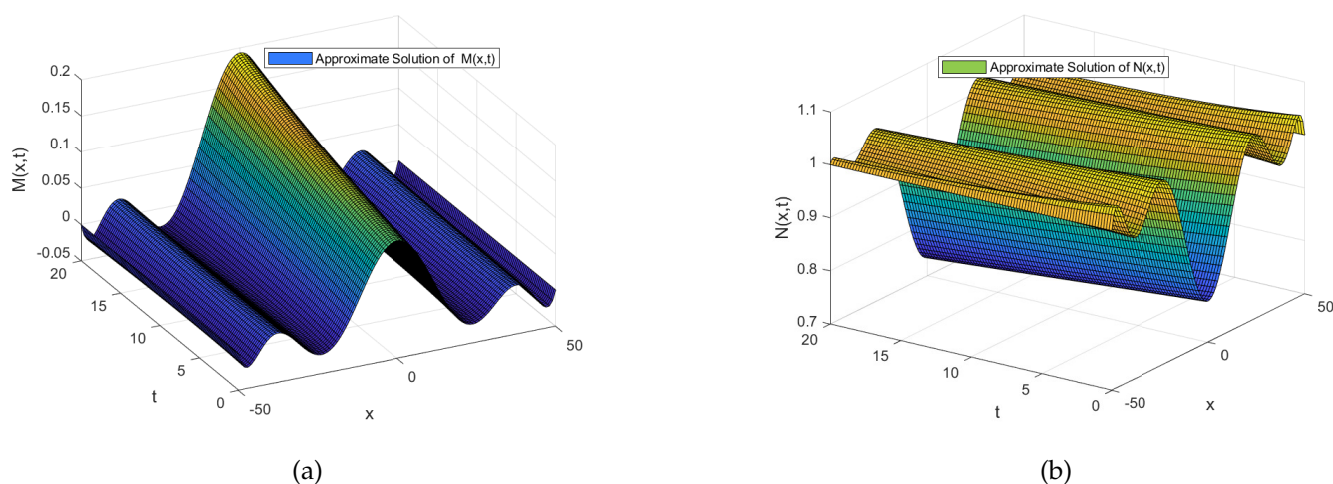 Approximate Solution of M(x,t)
0.2
0.15
0.1
0.05
0
-0.05
M(x,t)
20
15
10
5
0
t
-50
0
50
x
(a)
Approximate Solution of N(x,t)
1.1
1
0.9
0.8
0.7
N(x,t)
20
15
10
5
0
t
-50
0
50
x
(b)